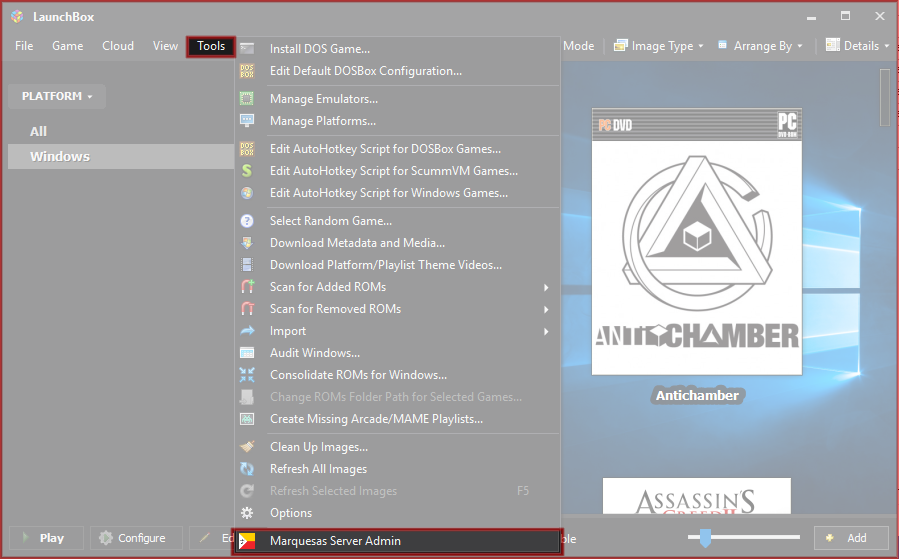 LaunchBox
File Game Cloud View Tools
Mode Image Type Arrange By Details
PLATFORM
All
Windows
Install DOS Game...
Edit Default DOSBox Configuration...
Manage Emulators...
Manage Platforms...
Edit AutoHotkey Script for DOSBox Games...
Edit AutoHotkey Script for ScummVM Games...
Edit AutoHotkey Script for Windows Games...
Select Random Game...
Download Metadata and Media...
Download Platform/Playlist Theme Videos...
Scan for Added ROMs
Scan for Removed ROMs
Import
Audit Windows...
Consolidate ROMs for Windows...
Change ROMs Folder Path for Selected Games...
Create Missing Arcade/MAME Playlists...
Clean Up Images...
Refresh All Images
Refresh Selected Images F5
Options
Marquesas Server Admin
PC DVD
PC
DVD-ROM
ANTICHAMBER
Antichamber
ASSASSIN'S
CREED II
Play Configure Add